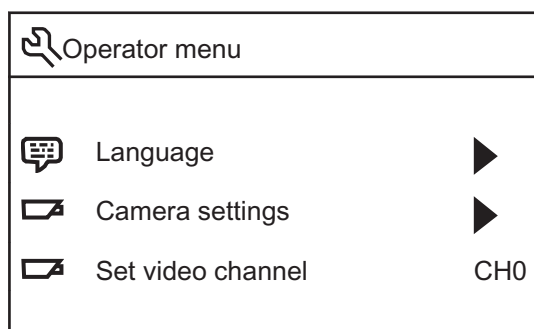 Operator menu
Language
Camera settings
Set video channel CH0